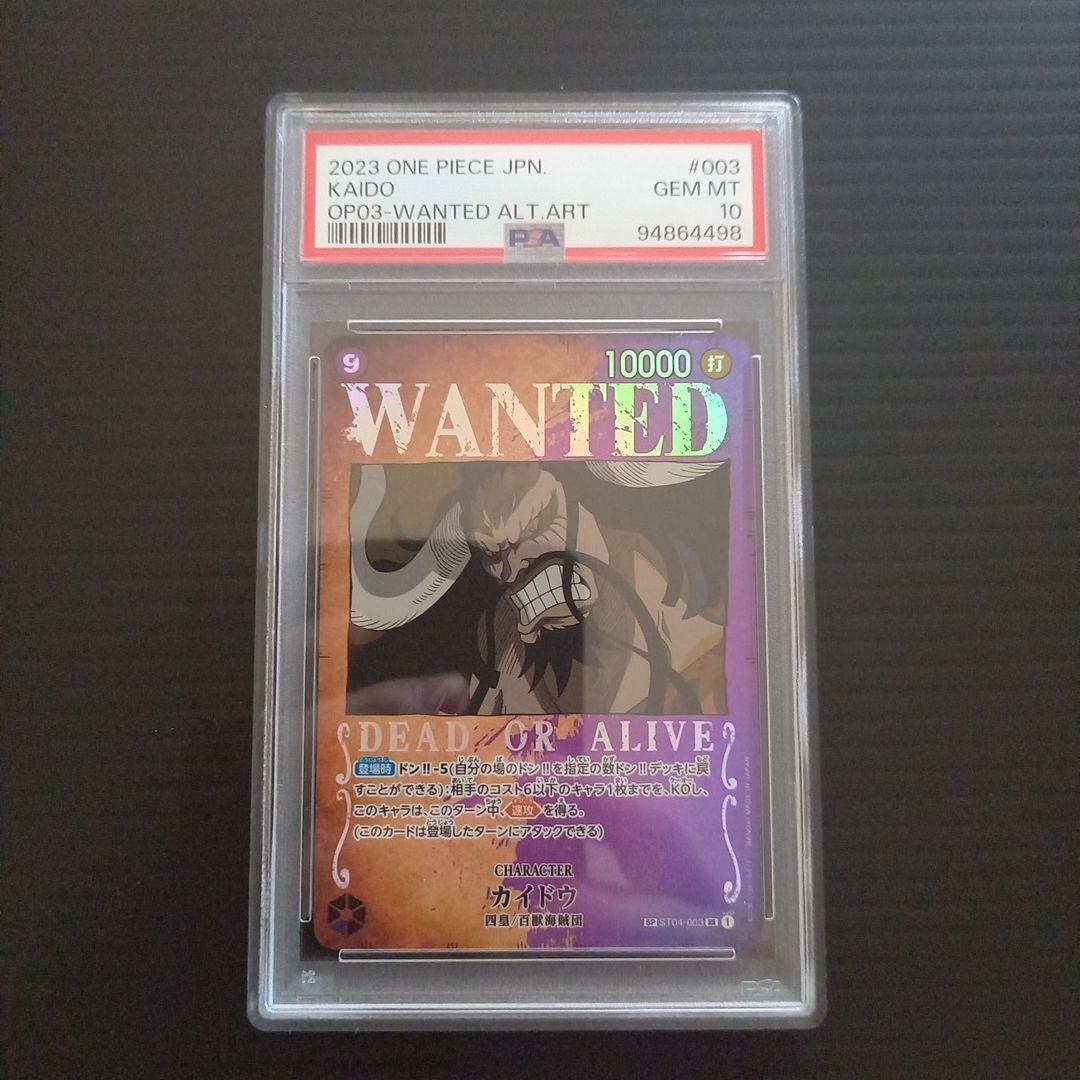 2023 ONE PIECE JPN. #003
KAIDO GEM MT
OP03-WANTED ALT.ART 10
PSA 94864498
9 10000 打
WANTED
DEAD OR ALIVE
登場時 ドン!!-5(自分の場のドン!!を指定の数ドン!!デッキに戻
すことができる):相手のコスト6以下のキャラ1枚までを、KOし、
このキャラは、このターン中、速攻を得る。
(このカードは登場したターンにアタックできる)
CHARACTER
カイドウ
四皇/百獣海賊団
SP ST04-003 SR 1
PSA